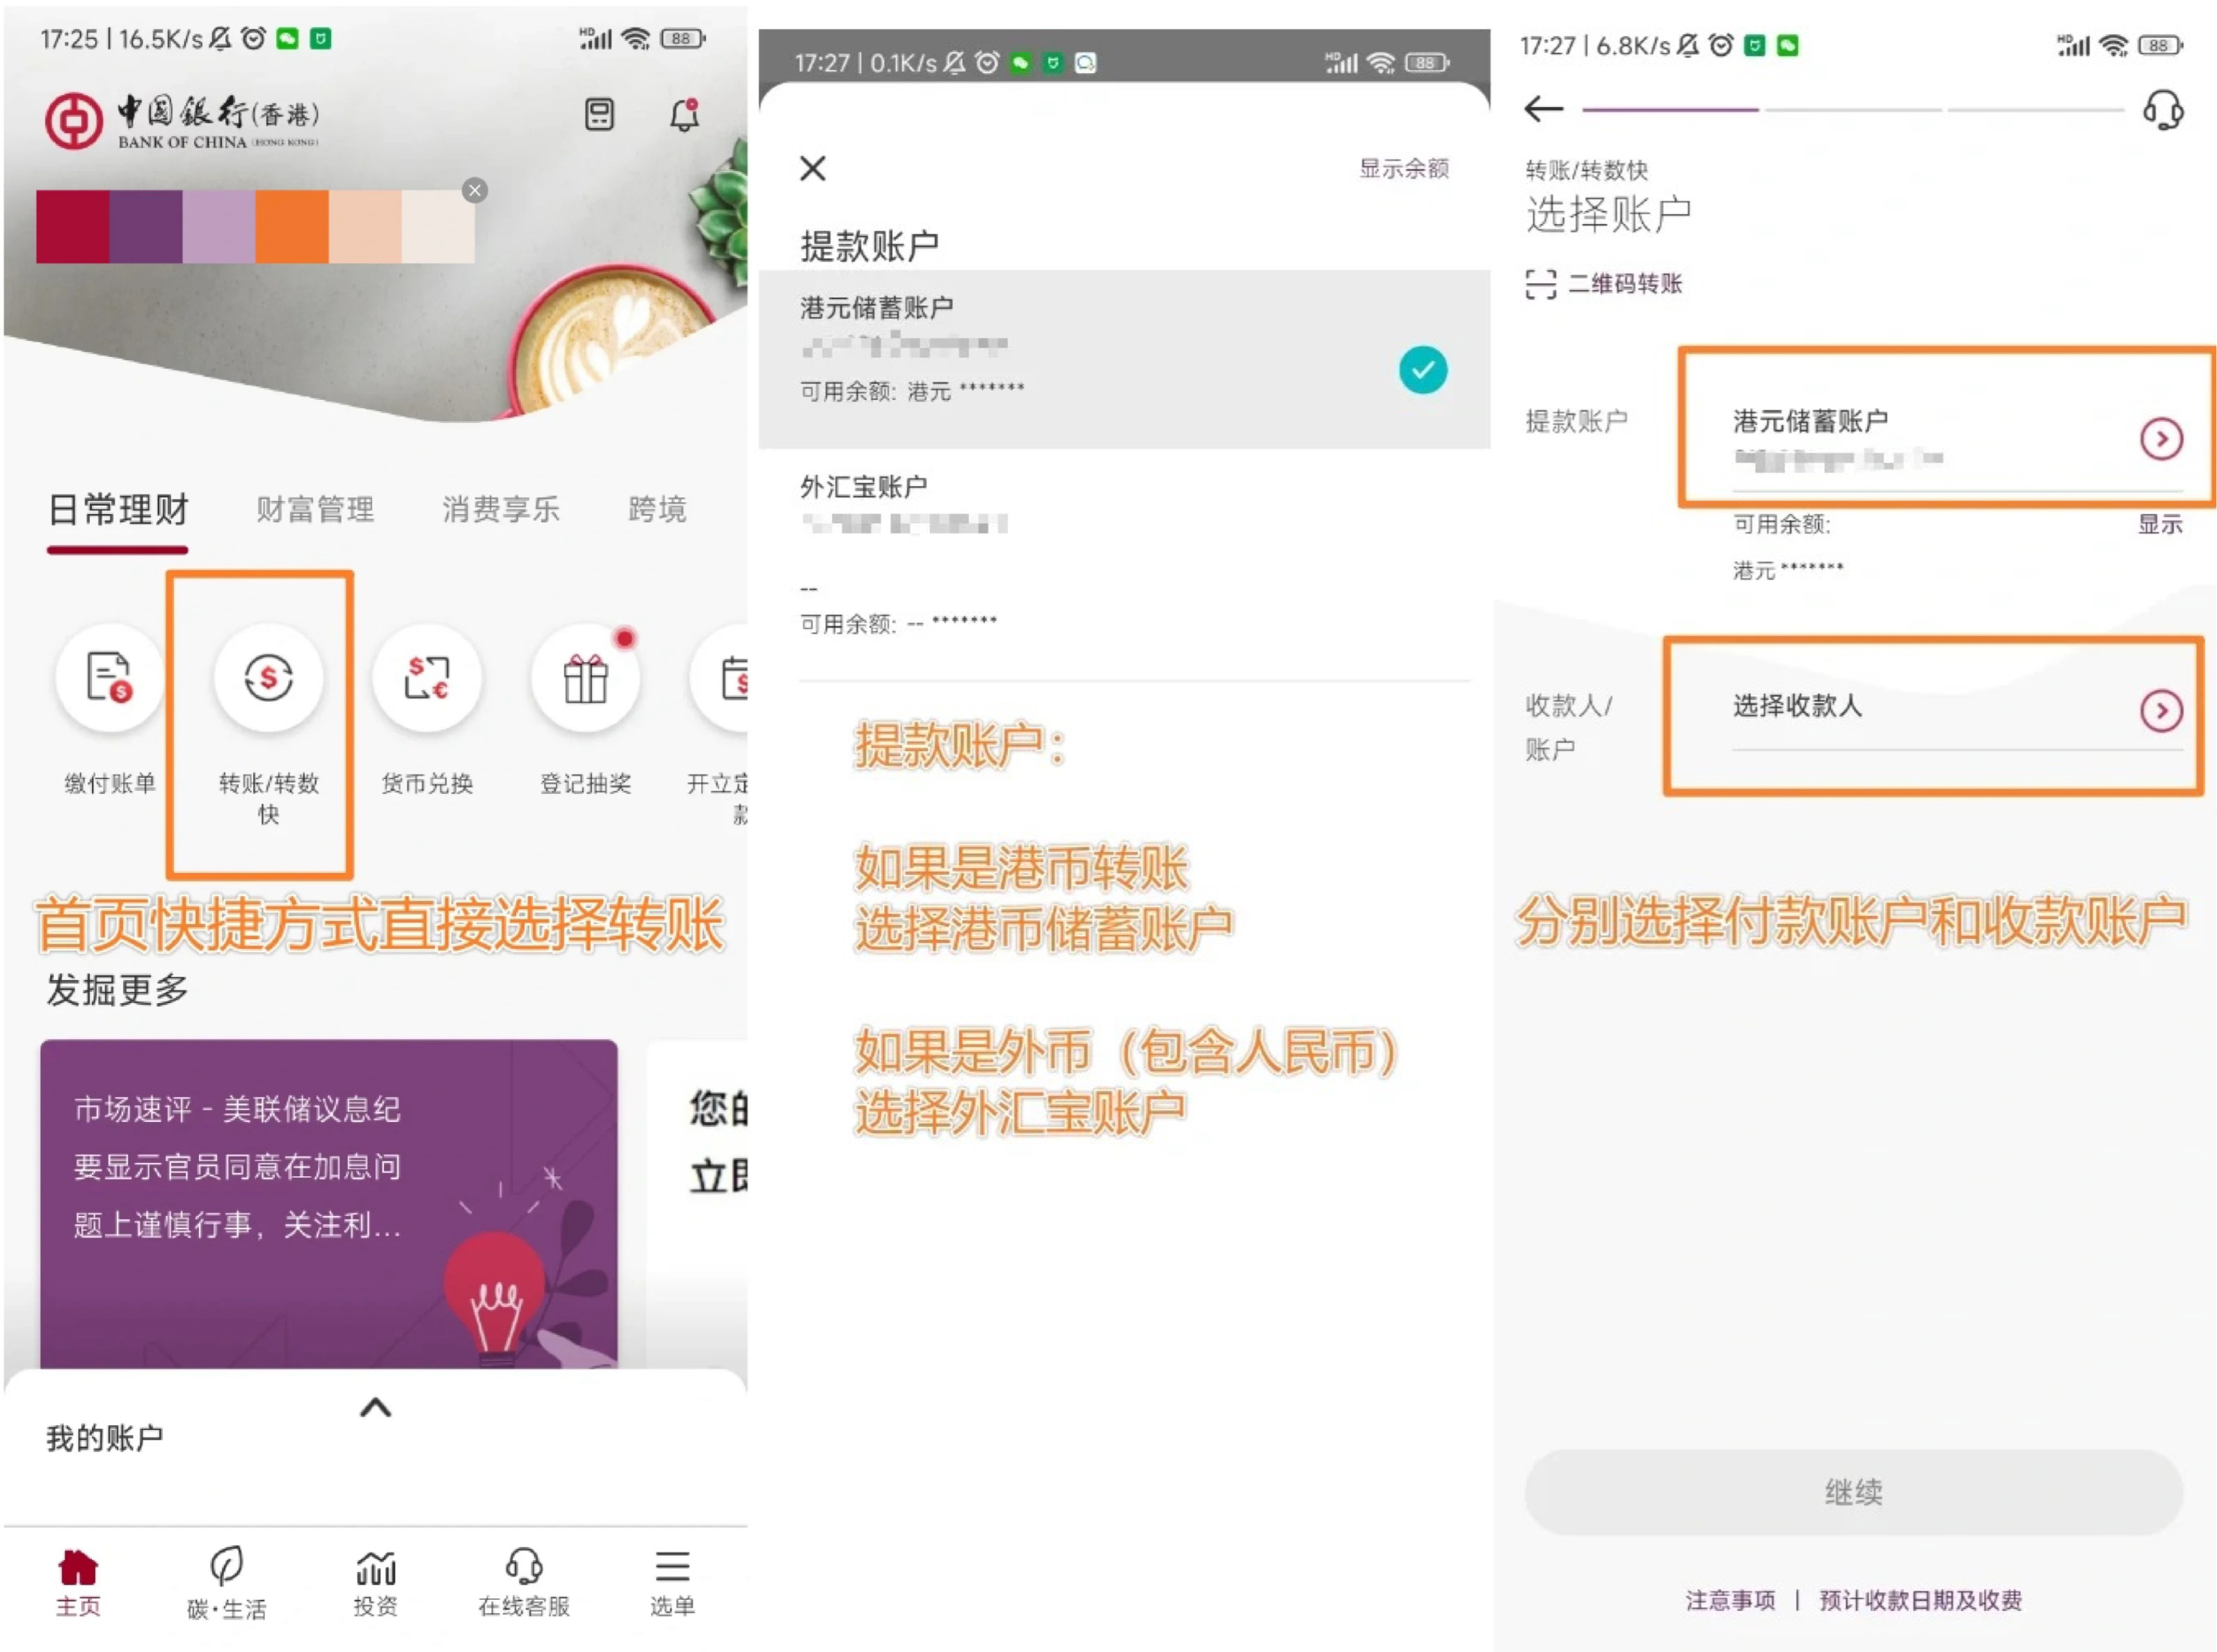 17:25 | 16.5K/s
HD
88
中國銀行(香港)
BANK OF CHINA (HONG KONG)
日常理财
财富管理
消费享乐
跨境
缴付账单
转账/转数
快
货币兑换
登记抽奖
开立定
款
首页快捷方式直接选择转账
发掘更多
市场速评 - 美联储议息纪
要显示官员同意在加息问
题上谨慎行事，关注利...
您的
立即
我的账户
主页
碳·生活
投资
在线客服
选单
17:27 | 0.1K/s
HD
88
显示余额
提款账户
港元储蓄账户
可用余额: 港元 *******
外汇宝账户
--
可用余额: -- *******
提款账户：
如果是港币转账
选择港币储蓄账户
如果是外币（包含人民币）
选择外汇宝账户
17:27 | 6.8K/s
HD
88
转账/转数快
选择账户
二维码转账
提款账户
港元储蓄账户
可用余额:
显示
港元 *******
收款人/
账户
选择收款人
分别选择付款账户和收款账户
继续
注意事项 | 预计收款日期及收费